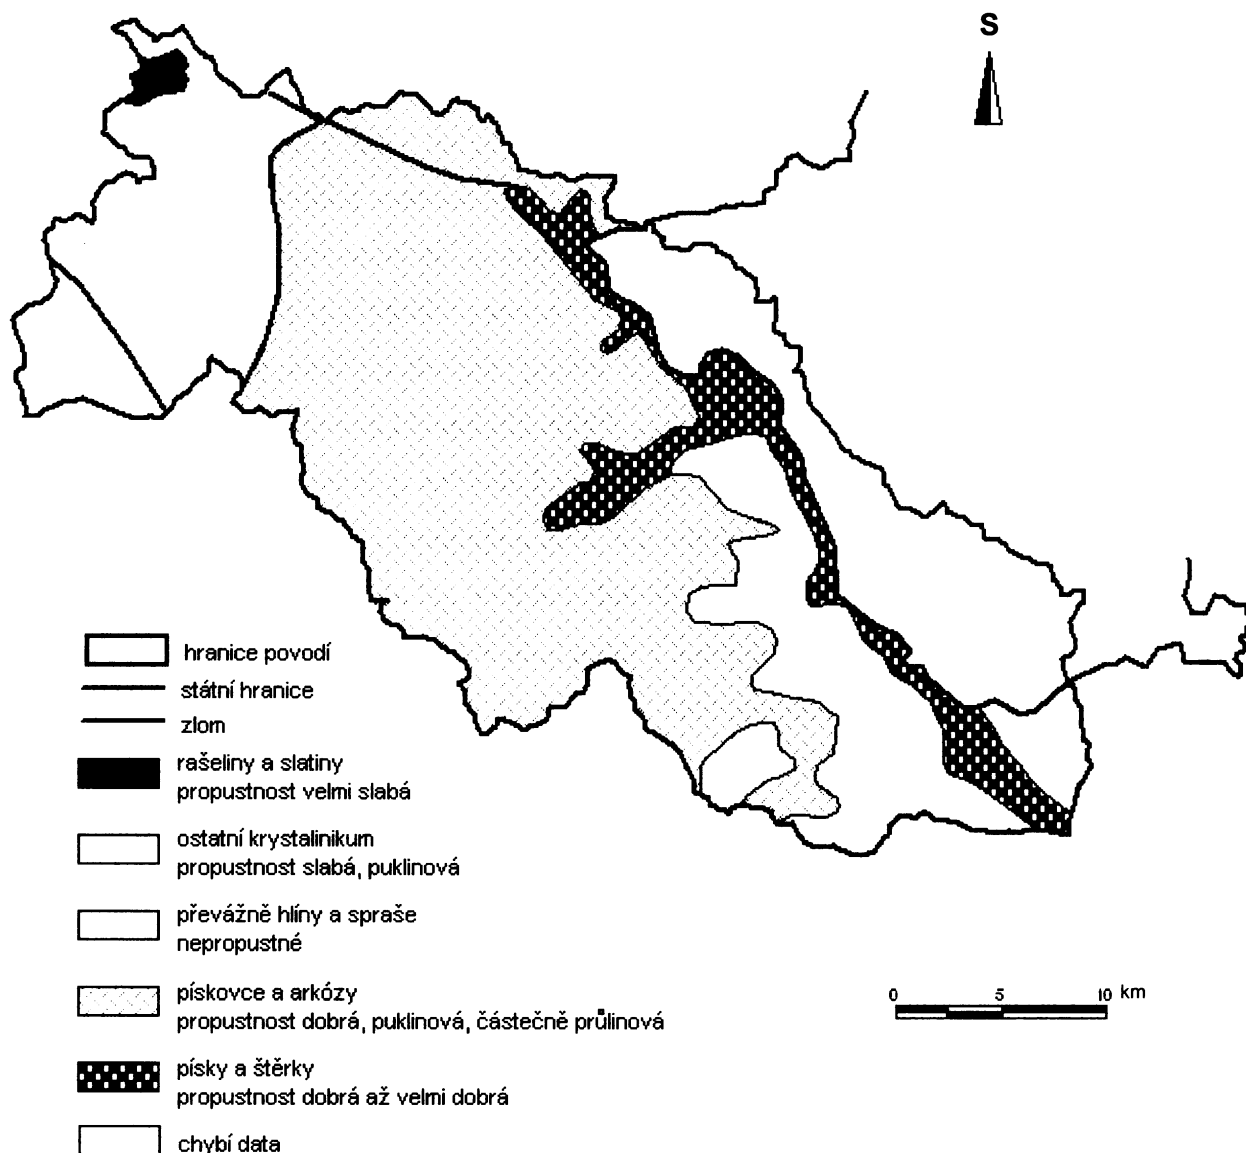 S
hranice povodí
státní hranice
zlom
rašeliny a slatiny
propustnost velmi slabá
ostatní krystalinikum
propustnost slabá, puklinová
převážně hlíny a spraše
nepropustné
pískovce a arkózy
propustnost dobrá, puklinová, částečně průlinová
písky a štěrky
propustnost dobrá až velmi dobrá
chybí data
0 5 10 km